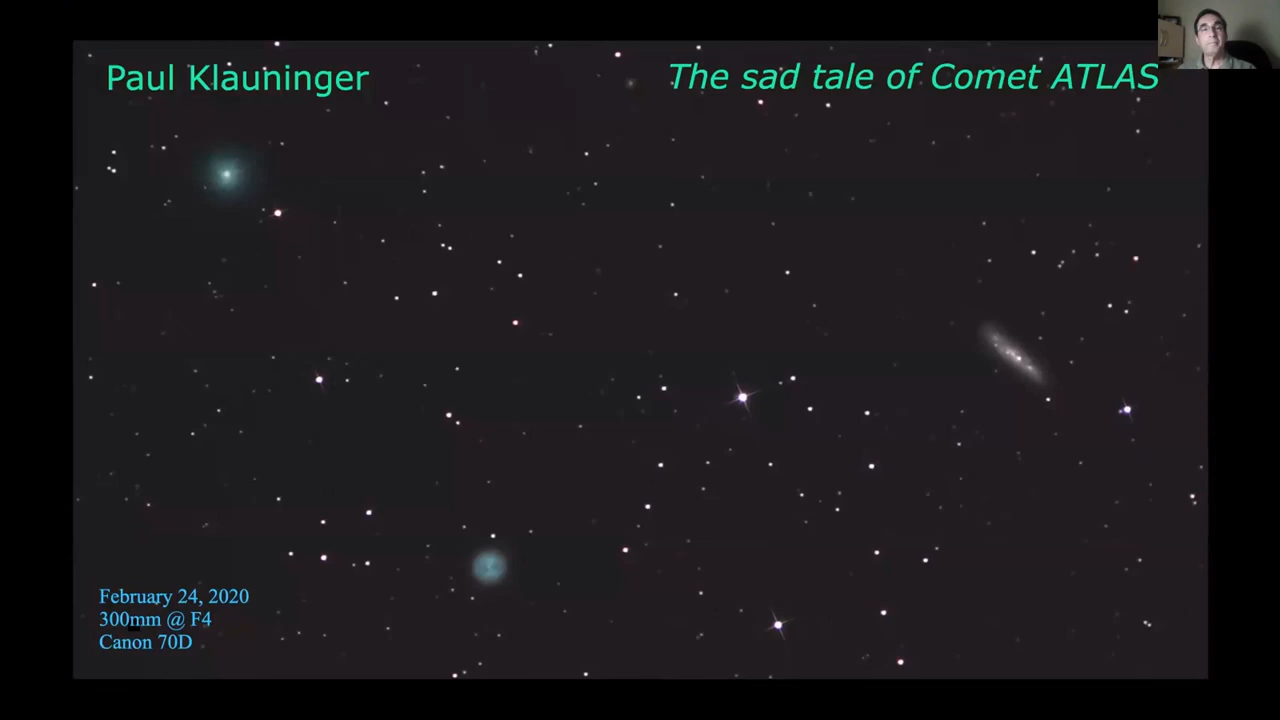 Paul Klauninger
The sad tale of Comet ATLAS
February 24, 2020
300mm @ F4
Canon 70D